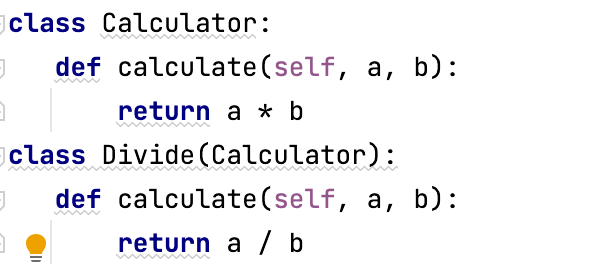 class Calculator:
   def calculate(self, a, b):
       return a * b
class Divide(Calculator):
   def calculate(self, a, b):
       return a / b